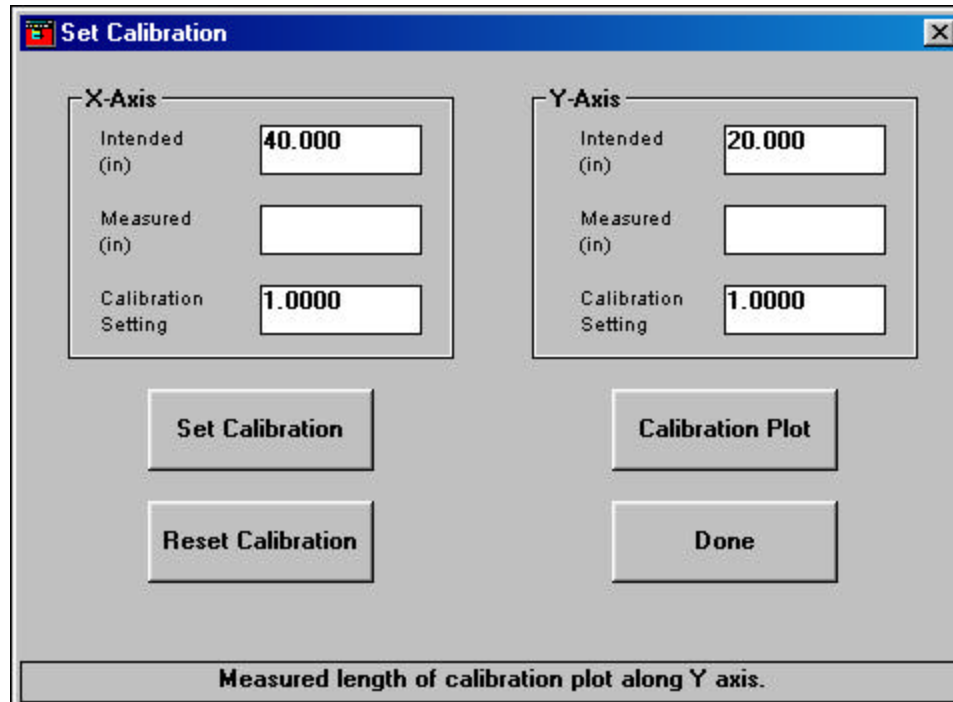 Set Calibration
X-Axis
Intended
(in)
40.000
Measured
(in)
Calibration
Setting
1.0000
Y-Axis
Intended
(in)
20.000
Measured
(in)
Calibration
Setting
1.0000
Set Calibration
Calibration Plot
Reset Calibration
Done
Measured length of calibration plot along Y axis.